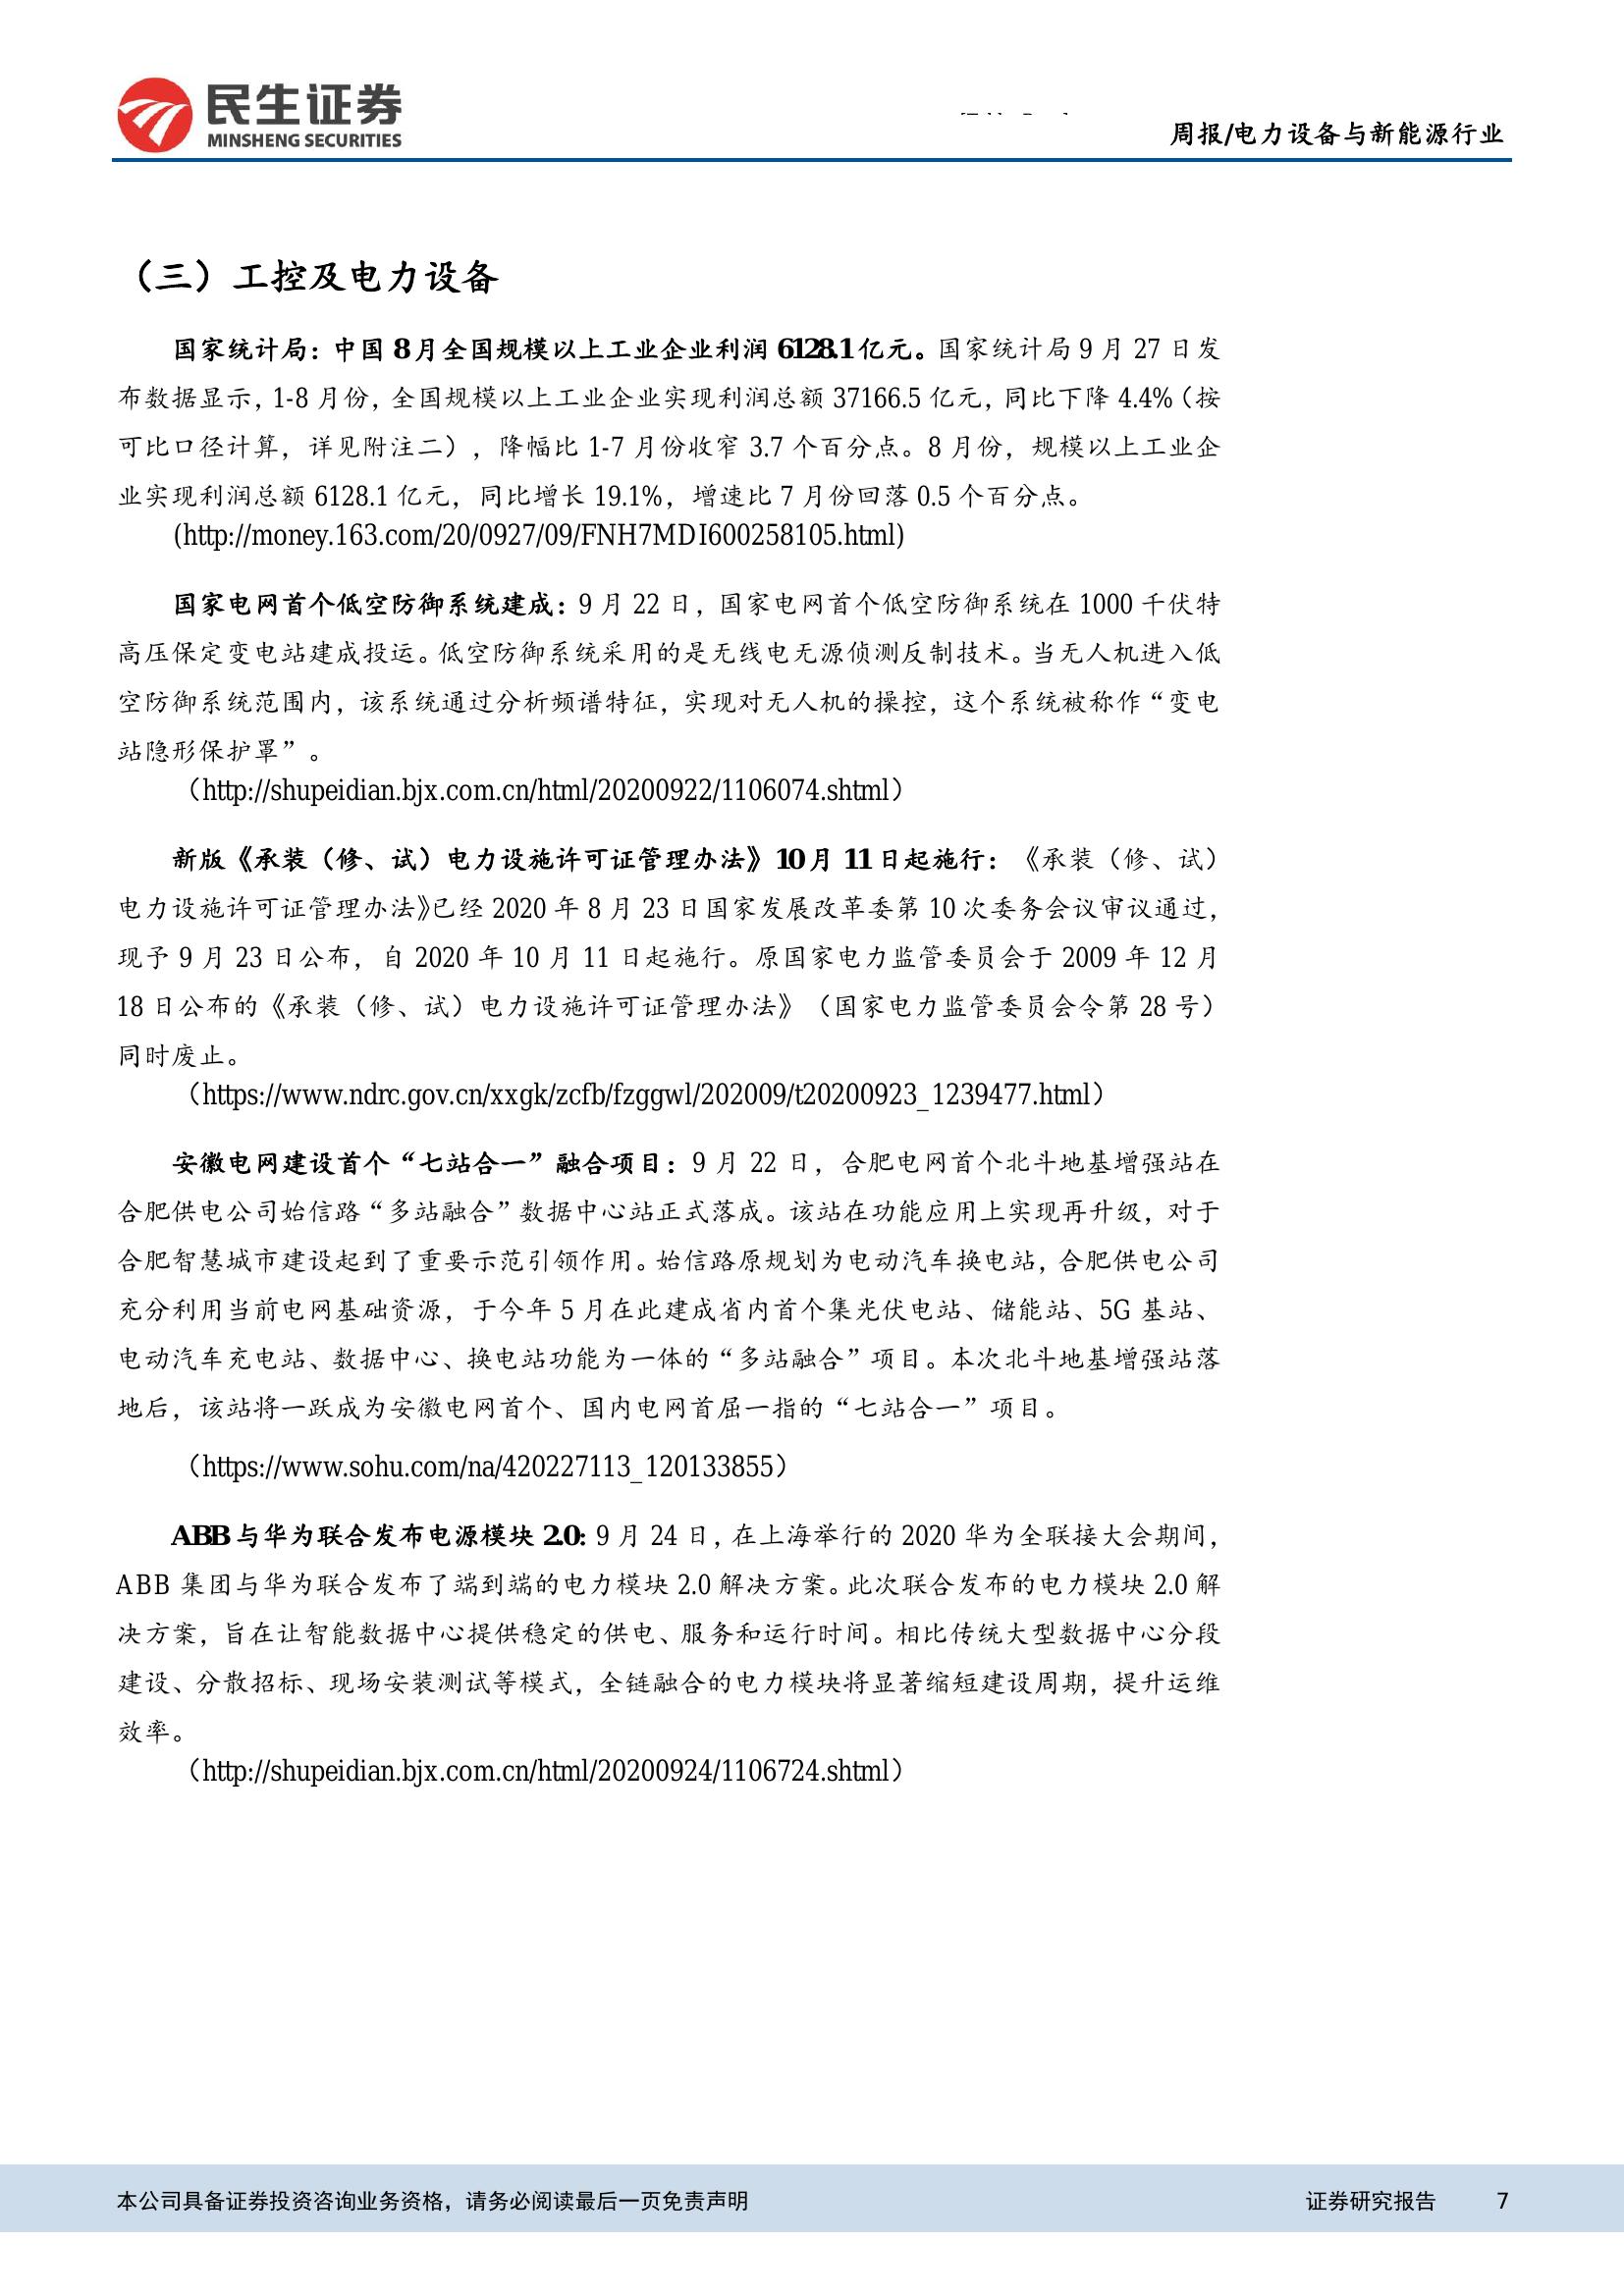 民生证券
MINSHENG SECURITIES
周报/电力设备与新能源行业
（三）工控及电力设备
国家统计局：中国 8 月全国规模以上工业企业利润 6128.1 亿元。国家统计局 9 月 27 日发
布数据显示，1-8 月份，全国规模以上工业企业实现利润总额 37166.5 亿元，同比下降 4.4%（按
可比口径计算，详见附注二），降幅比 1-7 月份收窄 3.7 个百分点。8 月份，规模以上工业企
业实现利润总额 6128.1 亿元，同比增长 19.1%，增速比 7 月份回落 0.5 个百分点。
(http://money.163.com/20/0927/09/FNH7MDI600258105.html)
国家电网首个低空防御系统建成：9 月 22 日，国家电网首个低空防御系统在 1000 千伏特
高压保定变电站建成投运。低空防御系统采用的是无线电无源侦测反制技术。当无人机进入低
空防御系统范围内，该系统通过分析频谱特征，实现对无人机的操控，这个系统被称作“变电
站隐形保护罩”。
（http://shupeidian.bjx.com.cn/html/20200922/1106074.shtml）
新版《承装（修、试）电力设施许可证管理办法》10 月 11 日起施行：《承装（修、试）
电力设施许可证管理办法》已经 2020 年 8 月 23 日国家发展改革委第 10 次委务会议审议通过，
现予 9 月 23 日公布，自 2020 年 10 月 11 日起施行。原国家电力监管委员会于 2009 年 12 月
18 日公布的《承装（修、试）电力设施许可证管理办法》（国家电力监管委员会令第 28 号）
同时废止。
（https://www.ndrc.gov.cn/xxgk/zcfb/fzggwl/202009/t20200923_1239477.html）
安徽电网建设首个“七站合一”融合项目：9 月 22 日，合肥电网首个北斗地基增强站在
合肥供电公司始信路“多站融合”数据中心站正式落成。该站在功能应用上实现再升级，对于
合肥智慧城市建设起到了重要示范引领作用。始信路原规划为电动汽车换电站，合肥供电公司
充分利用当前电网基础资源，于今年 5 月在此建成省内首个集光伏电站、储能站、5G 基站、
电动汽车充电站、数据中心、换电站功能为一体的“多站融合”项目。本次北斗地基增强站落
地后，该站将一跃成为安徽电网首个、国内电网首屈一指的“七站合一”项目。
（https://www.sohu.com/na/420227113_120133855）
ABB 与华为联合发布电源模块 2.0: 9 月 24 日，在上海举行的 2020 华为全联接大会期间，
ABB 集团与华为联合发布了端到端的电力模块 2.0 解决方案。此次联合发布的电力模块 2.0 解
决方案，旨在让智能数据中心提供稳定的供电、服务和运行时间。相比传统大型数据中心分段
建设、分散招标、现场安装测试等模式，全链融合的电力模块将显著缩短建设周期，提升运维
效率。
（http://shupeidian.bjx.com.cn/html/20200924/1106724.shtml）
本公司具备证券投资咨询业务资格，请务必阅读最后一页免责声明 证券研究报告 7